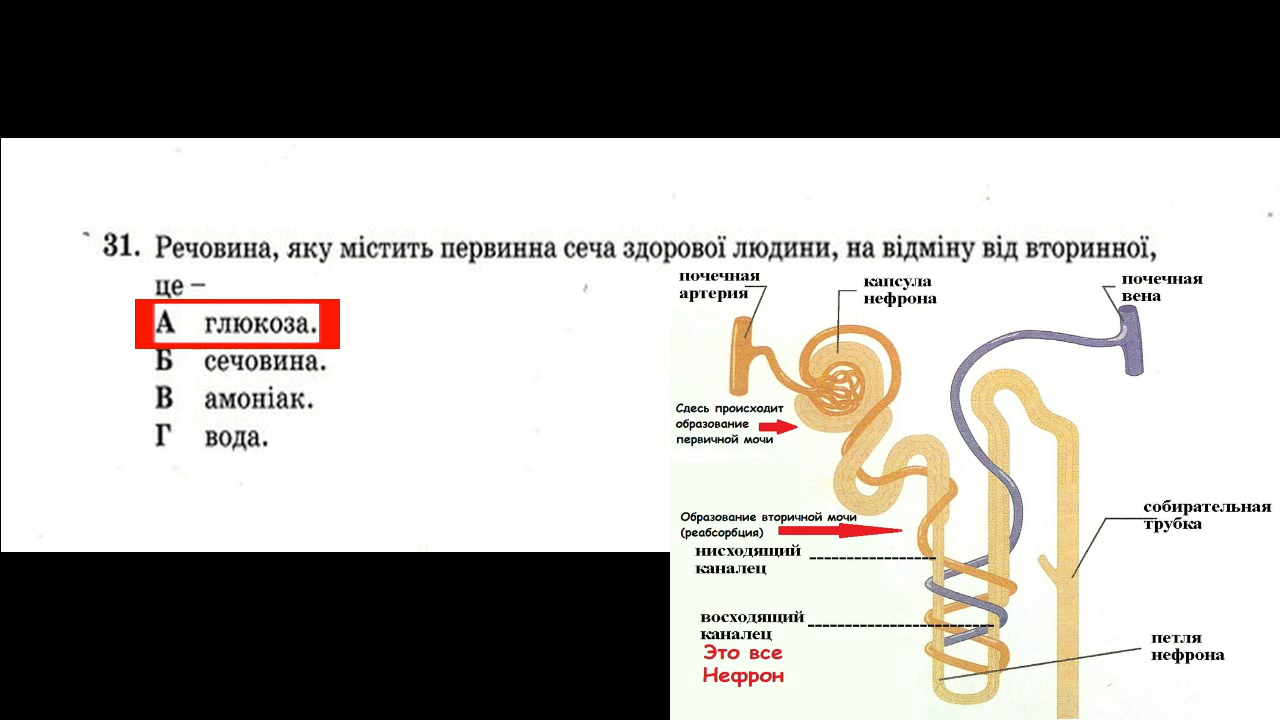 31. Речовина, яку містить первинна сеча здорової людини, на відміну від вторинної,
це –
А глюкоза.
Б сечовина.
В амоніак.
Г вода.
почечная
артерия
капсула
нефрона
почечная
вена
Сдесь происходит
образование
первичной мочи
Образование вторичной мочи
(реабсорбция)
нисходящий
каналец
собирательная
трубка
восходящий
каналец
Это все
Нефрон
петля
нефрона